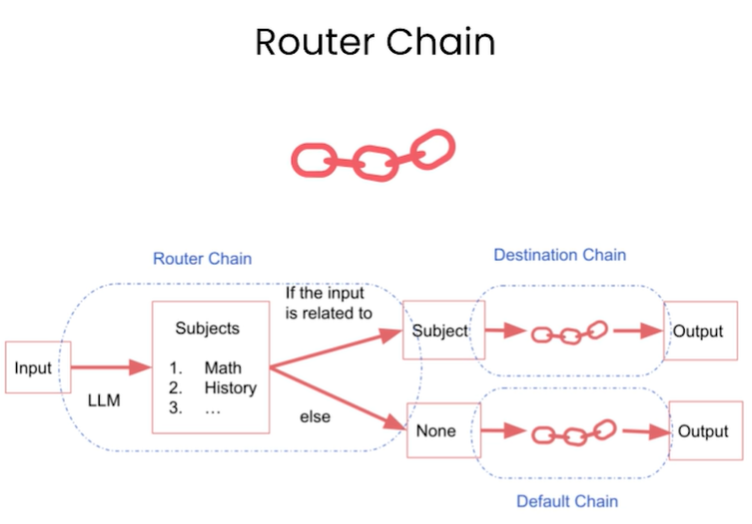 Router Chain
Router Chain
Destination Chain
If the input
is related to
Input
LLM
Subjects
1. Math
2. History
3. ...
else
Subject
Output
None
Output
Default Chain